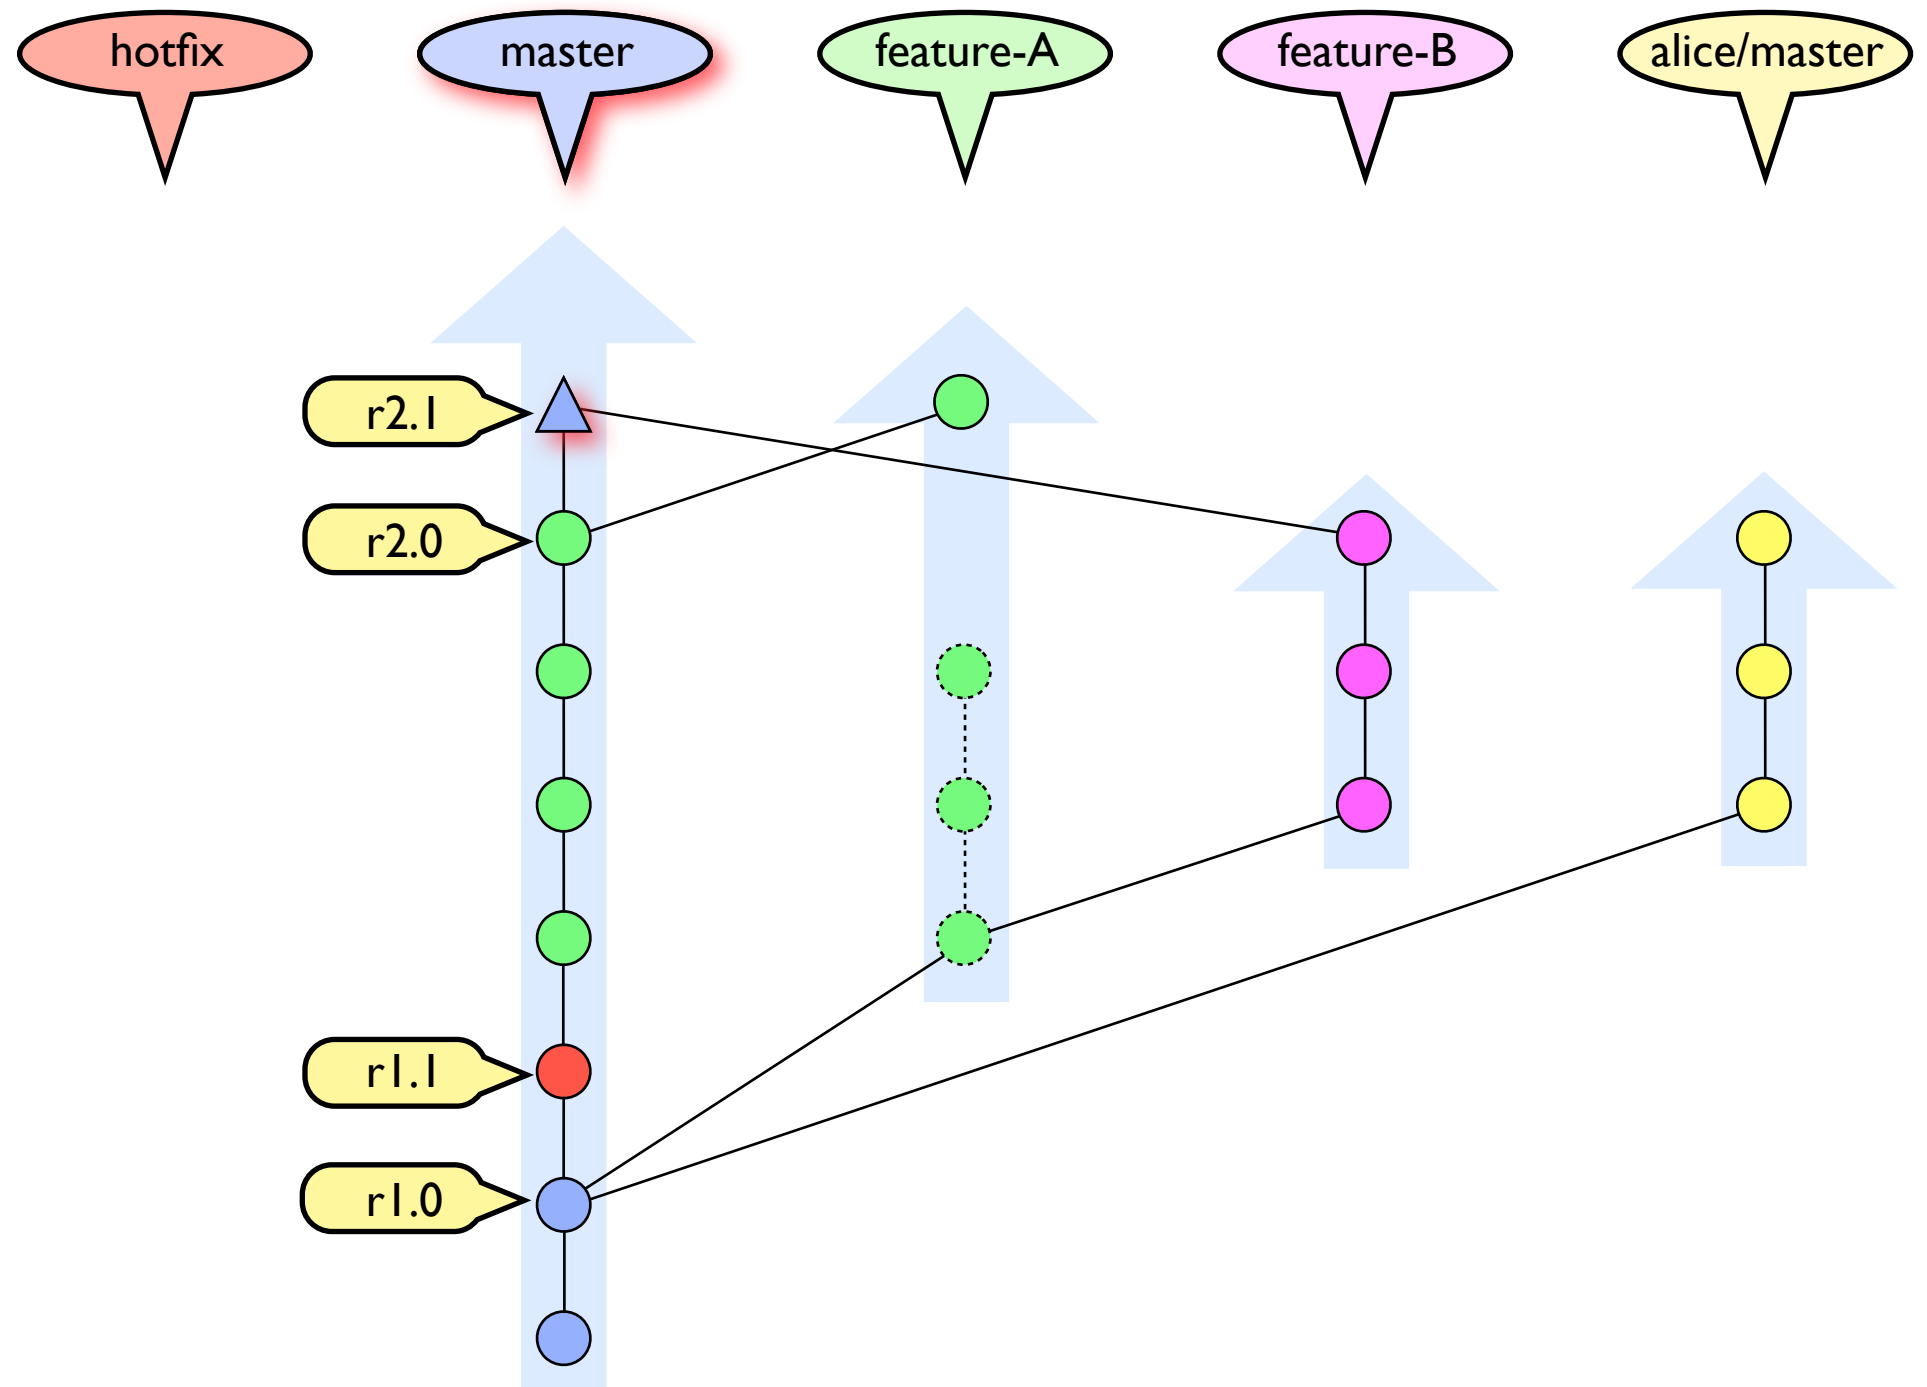 hotfix
master
feature-A
feature-B
alice/master
r2.1
r2.0
r1.1
r1.0